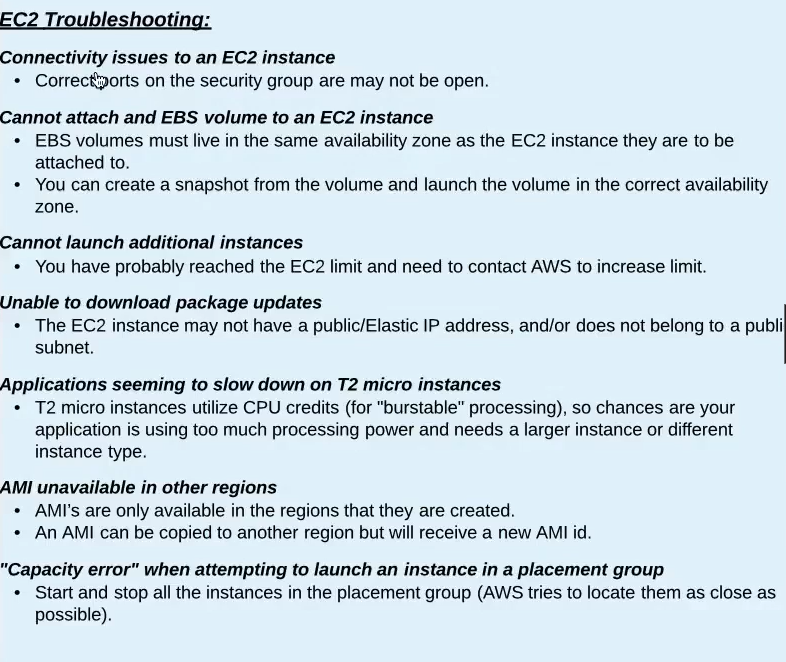 EC2 Troubleshooting:
Connectivity issues to an EC2 instance
• Correct ports on the security group are may not be open.
Cannot attach and EBS volume to an EC2 instance
• EBS volumes must live in the same availability zone as the EC2 instance they are to be
attached to.
• You can create a snapshot from the volume and launch the volume in the correct availability
zone.
Cannot launch additional instances
• You have probably reached the EC2 limit and need to contact AWS to increase limit.
Unable to download package updates
• The EC2 instance may not have a public/Elastic IP address, and/or does not belong to a publi
subnet.
Applications seeming to slow down on T2 micro instances
• T2 micro instances utilize CPU credits (for "burstable" processing), so chances are your
application is using too much processing power and needs a larger instance or different
instance type.
AMI unavailable in other regions
• AMI's are only available in the regions that they are created.
• An AMI can be copied to another region but will receive a new AMI id.
"Capacity error" when attempting to launch an instance in a placement group
• Start and stop all the instances in the placement group (AWS tries to locate them as close as
possible).